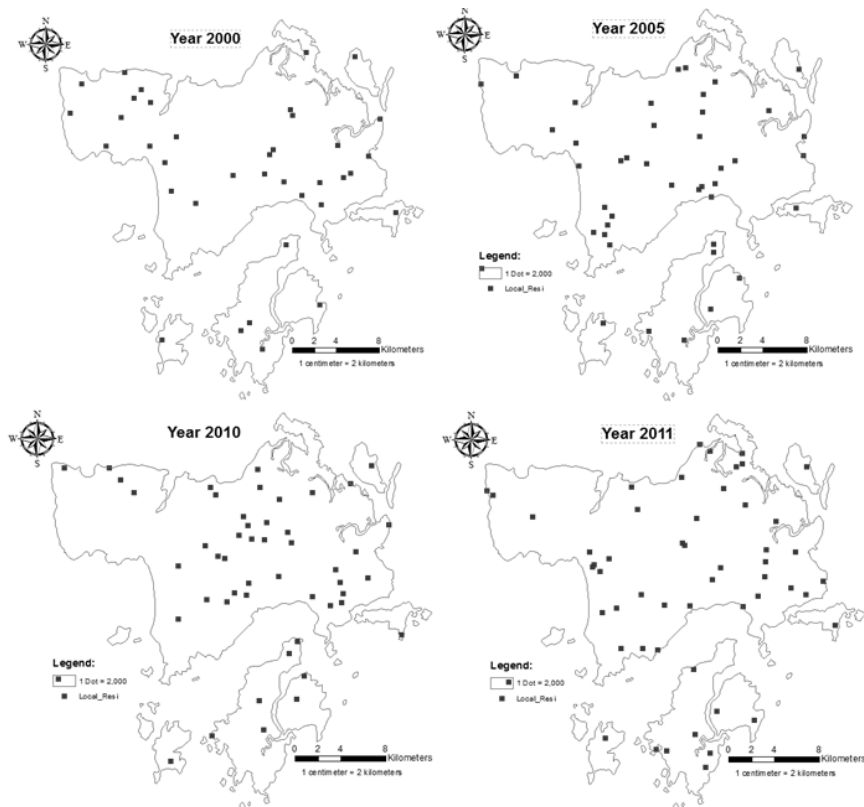 N
W E
S
Year 2000
0 2 4 8
Kilometers
1 centimeter = 2 kilometers
N
W E
S
Year 2005
Legend:
1 Dot = 2,000
Local_Resi
0 2 4 8
Kilometers
1 centimeter = 2 kilometers
N
W E
S
Year 2010
Legend:
1 Dot = 2,000
Local_Resi
0 2 4 8
Kilometers
1 centimeter = 2 kilometers
N
W E
S
Year 2011
Legend:
1 Dot = 2,000
Local_Resi
0 2 4 8
Kilometers
1 centimeter = 2 kilometers